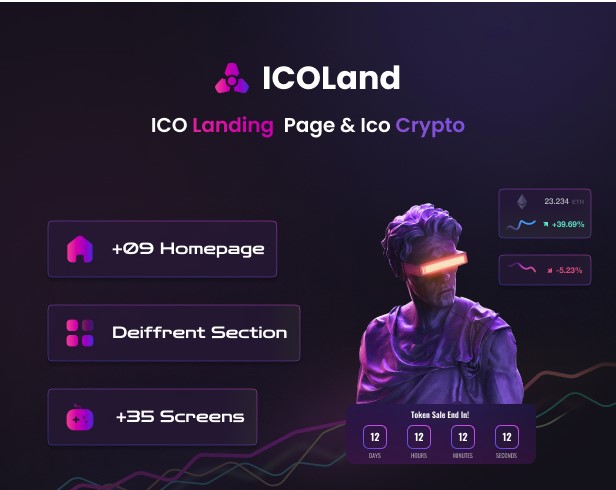 ICOLand
ICO Landing Page & Ico Crypto
23.234 ETH
+39.69%
-5.23%
+09 Homepage
Deiffrent Section
+35 Screens
Token Sale End In!
12 12 12 12
DAYS HOURS MINUTES SECONDS